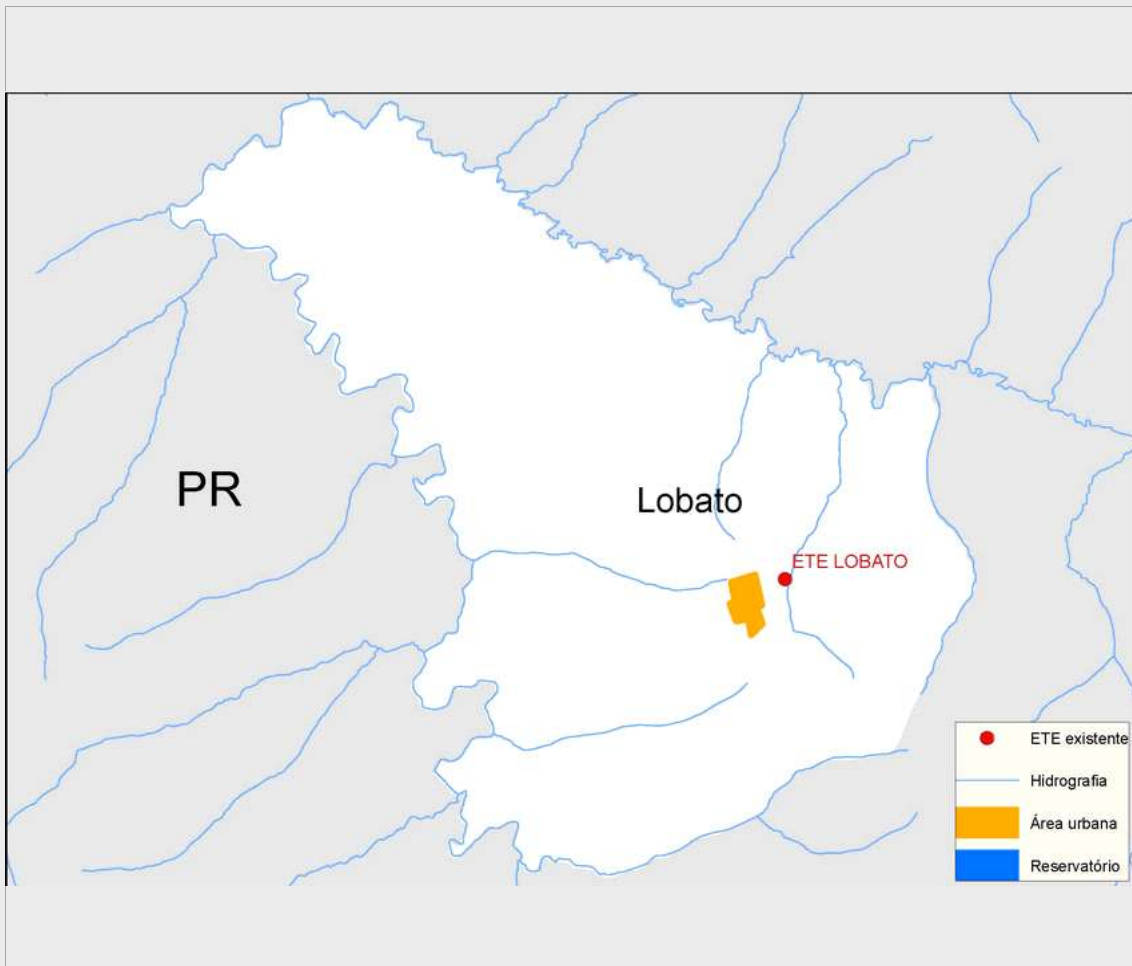 PR
Lobato
ETE LOBATO
ETE existente
Hidrografia
Área urbana
Reservatório